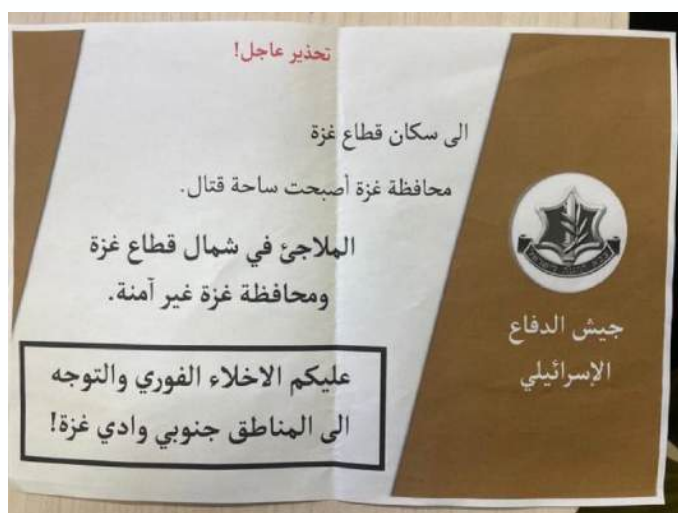 تحذير عاجل!
الى سكان قطاع غزة
محافظة غزة أصبحت ساحة قتال.
الملاجئ في شمال قطاع غزة
ومحافظة غزة غير آمنة.
عليكم الاخلاء الفوري والتوجه
الى المناطق جنوبي وادي غزة!
جيش الدفاع
الإسرائيلي